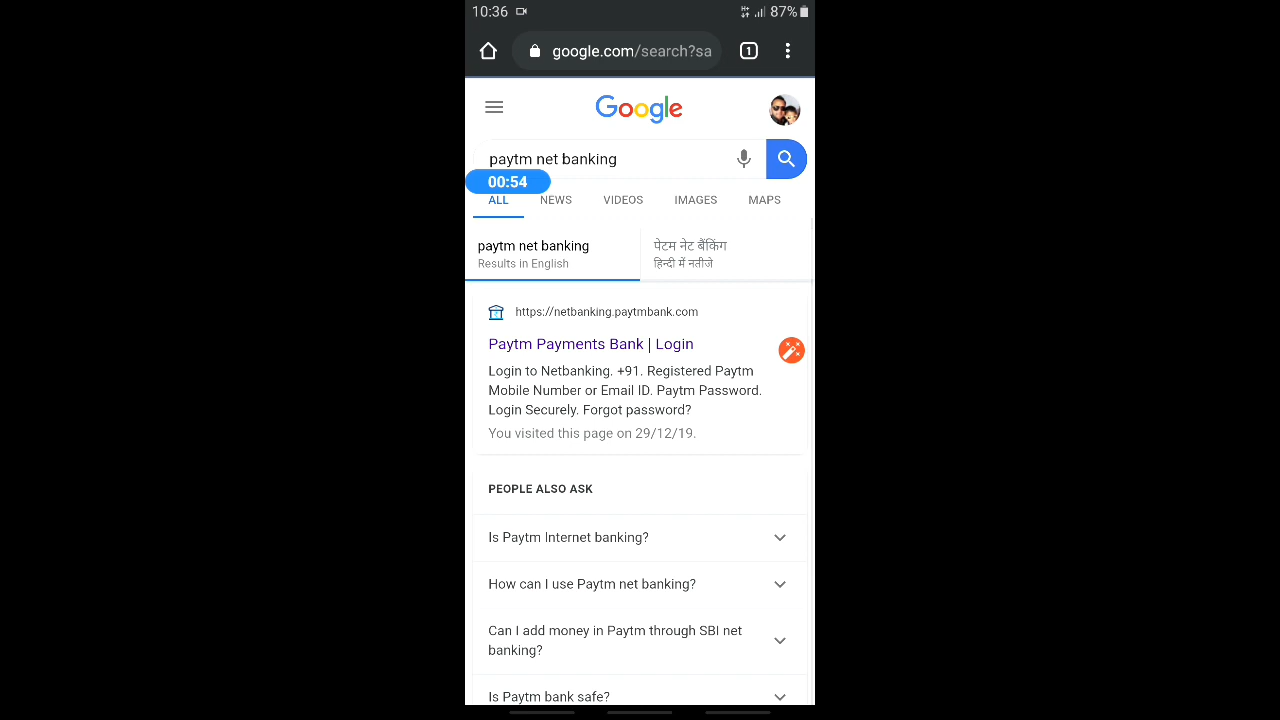 10:36 87%
google.com/search?sa 1
Google
paytm net banking
00:54
ALL NEWS VIDEOS IMAGES MAPS
paytm net banking
Results in English
पेटम नेट बैंकिंग
हिन्दी में नतीजे
https://netbanking.paytmbank.com
Paytm Payments Bank | Login
Login to Netbanking. +91. Registered Paytm
Mobile Number or Email ID. Paytm Password.
Login Securely. Forgot password?
You visited this page on 29/12/19.
PEOPLE ALSO ASK
Is Paytm Internet banking?
How can I use Paytm net banking?
Can I add money in Paytm through SBI net
banking?
Is Paytm bank safe?